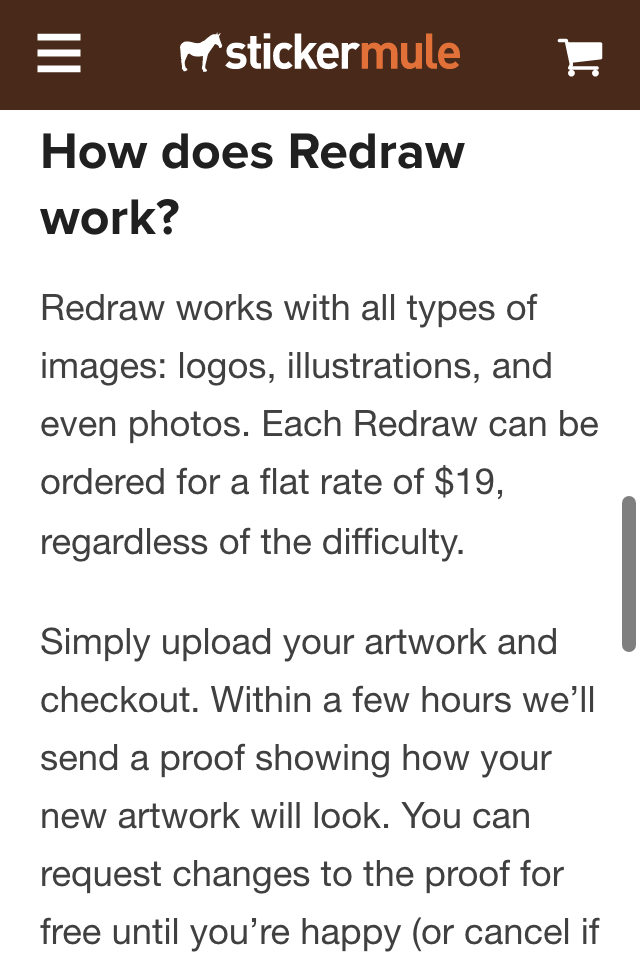 stickermule
How does Redraw
work?
Redraw works with all types of
images: logos, illustrations, and
even photos. Each Redraw can be
ordered for a flat rate of $19,
regardless of the difficulty.
Simply upload your artwork and
checkout. Within a few hours we’ll
send a proof showing how your
new artwork will look. You can
request changes to the proof for
free until you’re happy (or cancel if